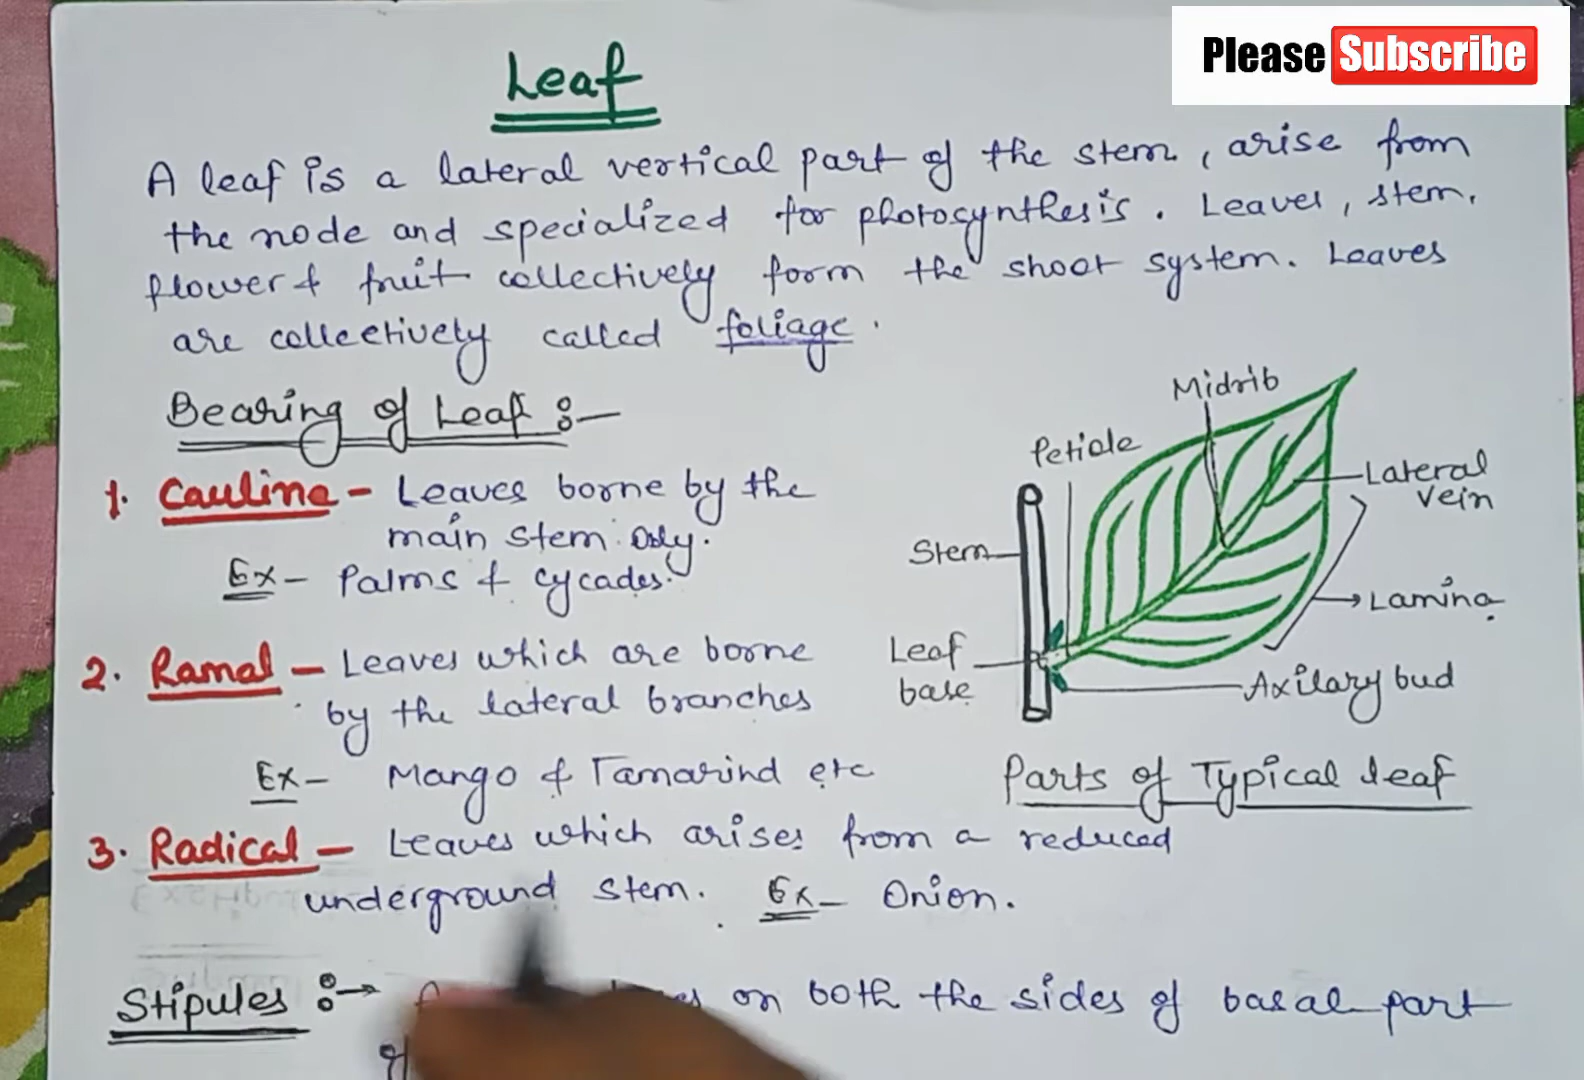 Please Subscribe
Leaf
A leaf is a lateral vertical part of the stem, arise from
the node and specialized for photosynthesis. Leaves, stem,
flower & fruit collectively form the shoot system. Leaves
are collectively called foliage.
Bearing of Leaf :-
1. Cauline - Leaves borne by the
main stem only.
Ex - Palms & cycades.
2. Ramal - Leaves which are borne
by the lateral branches
Ex - Mango & Tamarind etc
3. Radical - Leaves which arises from a reduced
underground stem. Ex - Onion.
Midrib
Petiole
Lateral
vein
Stem
Lamina
Leaf
base
Axilary bud
Parts of Typical leaf
Stipules :→
on both the sides of basal part
of